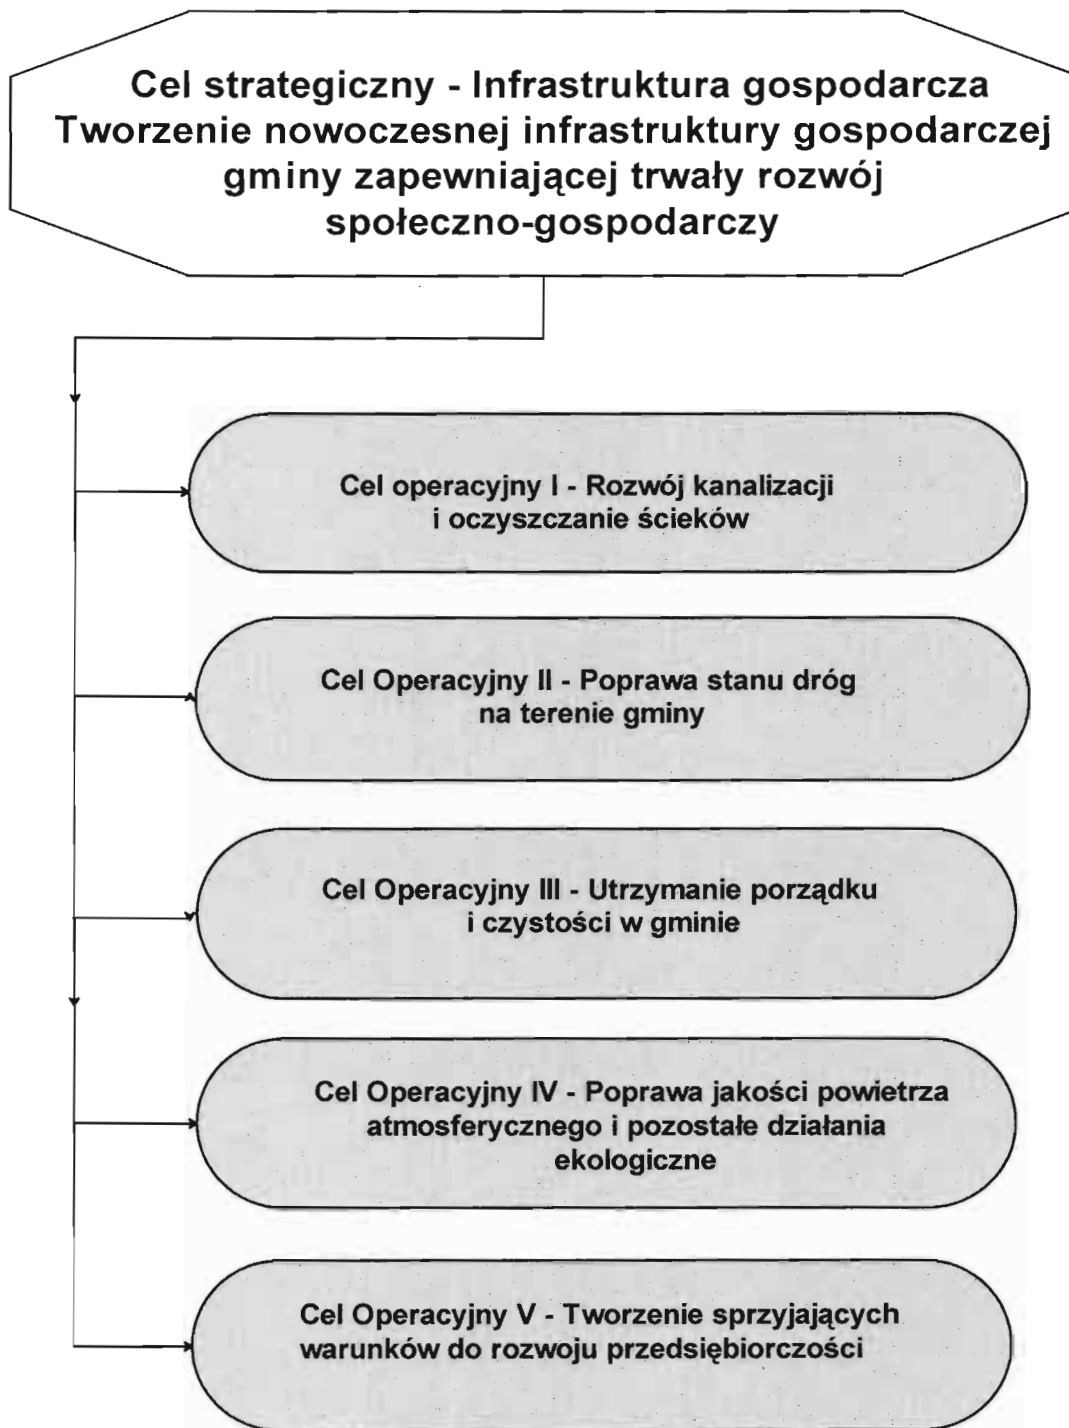 Cel strategiczny - Infrastruktura gospodarcza
Tworzenie nowoczesnej infrastruktury gospodarczej
gminy zapewniającej trwały rozwój
społeczno-gospodarczy
Cel operacyjny I - Rozwój kanalizacji
i oczyszczanie ścieków
Cel Operacyjny II - Poprawa stanu dróg
na terenie gminy
Cel Operacyjny III - Utrzymanie porządku
i czystości w gminie
Cel Operacyjny IV - Poprawa jakości powietrza
atmosferycznego i pozostałe działania
ekologiczne
Cel Operacyjny V - Tworzenie sprzyjających
warunków do rozwoju przedsiębiorczości